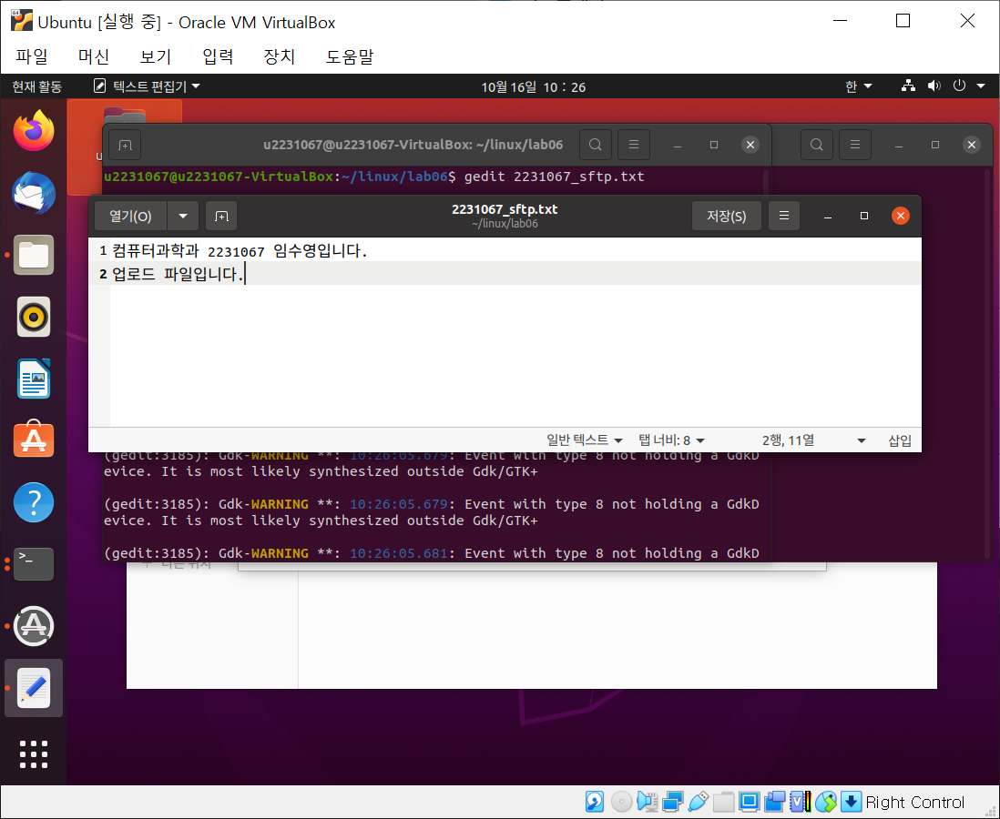 Ubuntu [실행 중] - Oracle VM VirtualBox
파일 머신 보기 입력 장치 도움말
현재 활동 텍스트 편집기 10월 16일 10 : 26 한
u2231067@u2231067-VirtualBox: ~/linux/lab06
u2231067@u2231067-VirtualBox:~/linux/lab06$ gedit 2231067_sftp.txt
열기(O) 2231067_sftp.txt 저장(S)
~/linux/lab06
1 컴퓨터과학과 2231067 임수영입니다.
2 업로드 파일입니다.
일반 텍스트 탭 너비: 8 2행, 11열 삽입
(gedit:3185): Gdk-WARNING **: 10:26:05.679: Event with type 8 not holding a GdkD
evice. It is most likely synthesized outside Gdk/GTK+
(gedit:3185): Gdk-WARNING **: 10:26:05.679: Event with type 8 not holding a GdkD
evice. It is most likely synthesized outside Gdk/GTK+
(gedit:3185): Gdk-WARNING **: 10:26:05.681: Event with type 8 not holding a GdkD
+ 다른 위치
Right Control